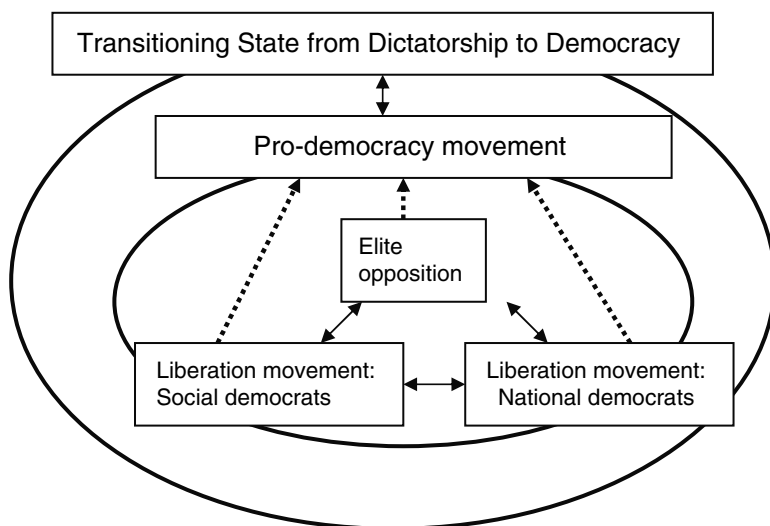 Transitioning State from Dictatorship to Democracy
Pro-democracy movement
Elite
opposition
Liberation movement:
Social democrats
Liberation movement:
National democrats